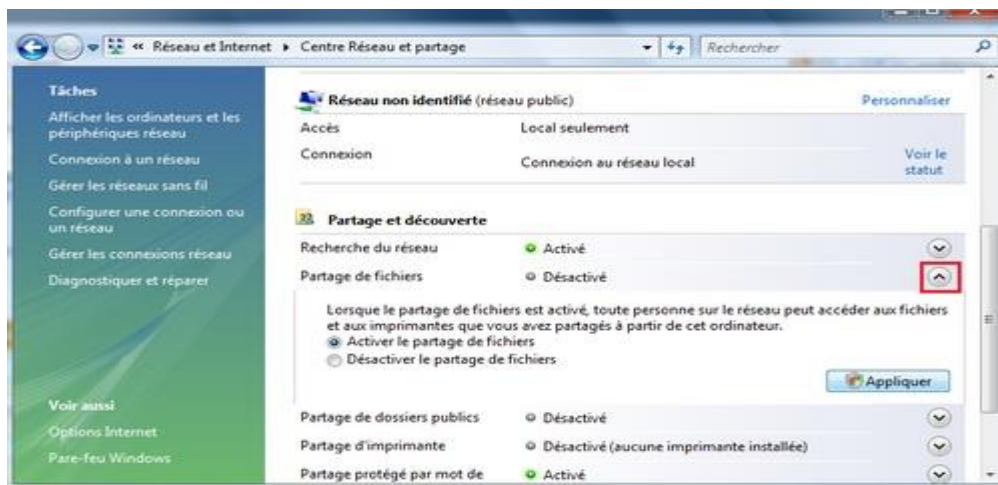 « Réseau et Internet ▸ Centre Réseau et partage
Rechercher
Tâches
Afficher les ordinateurs et les
périphériques réseau
Connexion à un réseau
Gérer les réseaux sans fil
Configurer une connexion ou
un réseau
Gérer les connexions réseau
Diagnostiquer et réparer
Voir aussi
Options Internet
Pare-feu Windows
Réseau non identifié (réseau public) Personnaliser
Accès Local seulement
Connexion Connexion au réseau local Voir le
statut
Partage et découverte
Recherche du réseau Activé
Partage de fichiers Désactivé
Lorsque le partage de fichiers est activé, toute personne sur le réseau peut accéder aux fichiers
et aux imprimantes que vous avez partagés à partir de cet ordinateur.
Activer le partage de fichiers
Désactiver le partage de fichiers
Appliquer
Partage de dossiers publics Désactivé
Partage d'imprimante Désactivé (aucune imprimante installée)
Partage protégé par mot de Activé